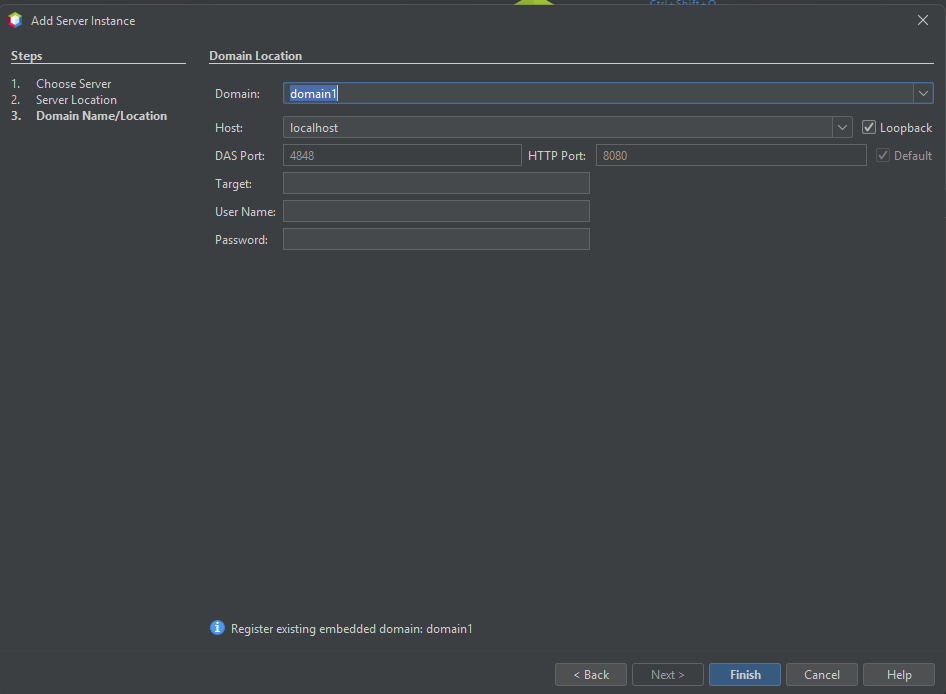 Ctrl+Shift+O
Add Server Instance
Steps
1. Choose Server
2. Server Location
3. Domain Name/Location
Domain Location
Domain: domain1
Host: localhost Loopback
DAS Port: 4848 HTTP Port: 8080 Default
Target:
User Name:
Password:
Register existing embedded domain: domain1
< Back Next > Finish Cancel Help